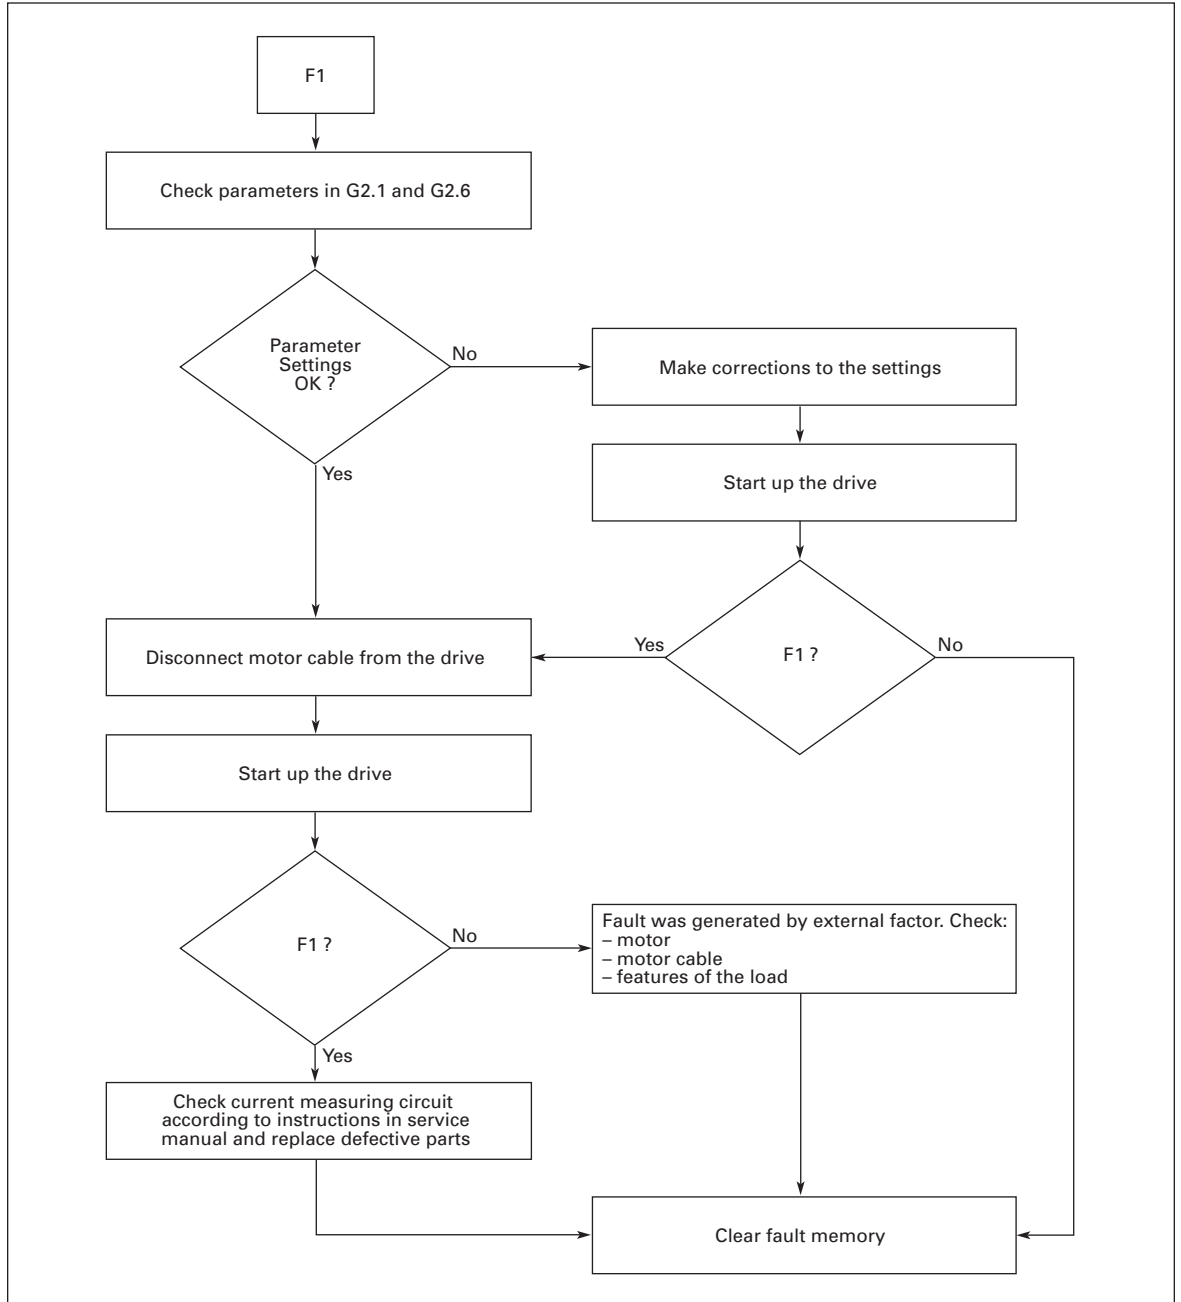 F1
Check parameters in G2.1 and G2.6
Parameter
Settings
OK ?
No
Make corrections to the settings
Yes
Start up the drive
Disconnect motor cable from the drive
Yes
F1 ?
No
Start up the drive
F1 ?
No
Fault was generated by external factor. Check:
– motor
– motor cable
– features of the load
Yes
Check current measuring circuit
according to instructions in service
manual and replace defective parts
Clear fault memory